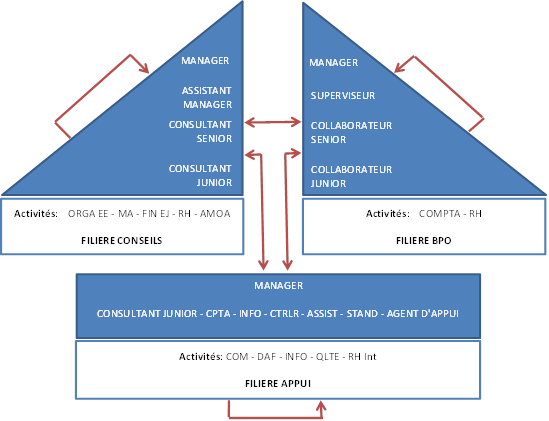 MANAGER
ASSISTANT
MANAGER
CONSULTANT
SENIOR
CONSULTANT
JUNIOR
Activités: ORGA EE - MA - FIN EJ - RH - AMOA
FILIERE CONSEILS
MANAGER
SUPERVISEUR
COLLABORATEUR
SENIOR
COLLABORATEUR
JUNIOR
Activités: COMPTA - RH
FILIERE BPO
MANAGER
CONSULTANT JUNIOR - CPTA - INFO - CTRLR - ASSIST - STAND - AGENT D'APPUI
Activités: COM - DAF - INFO - QLTE - RH Int
FILIERE APPUI